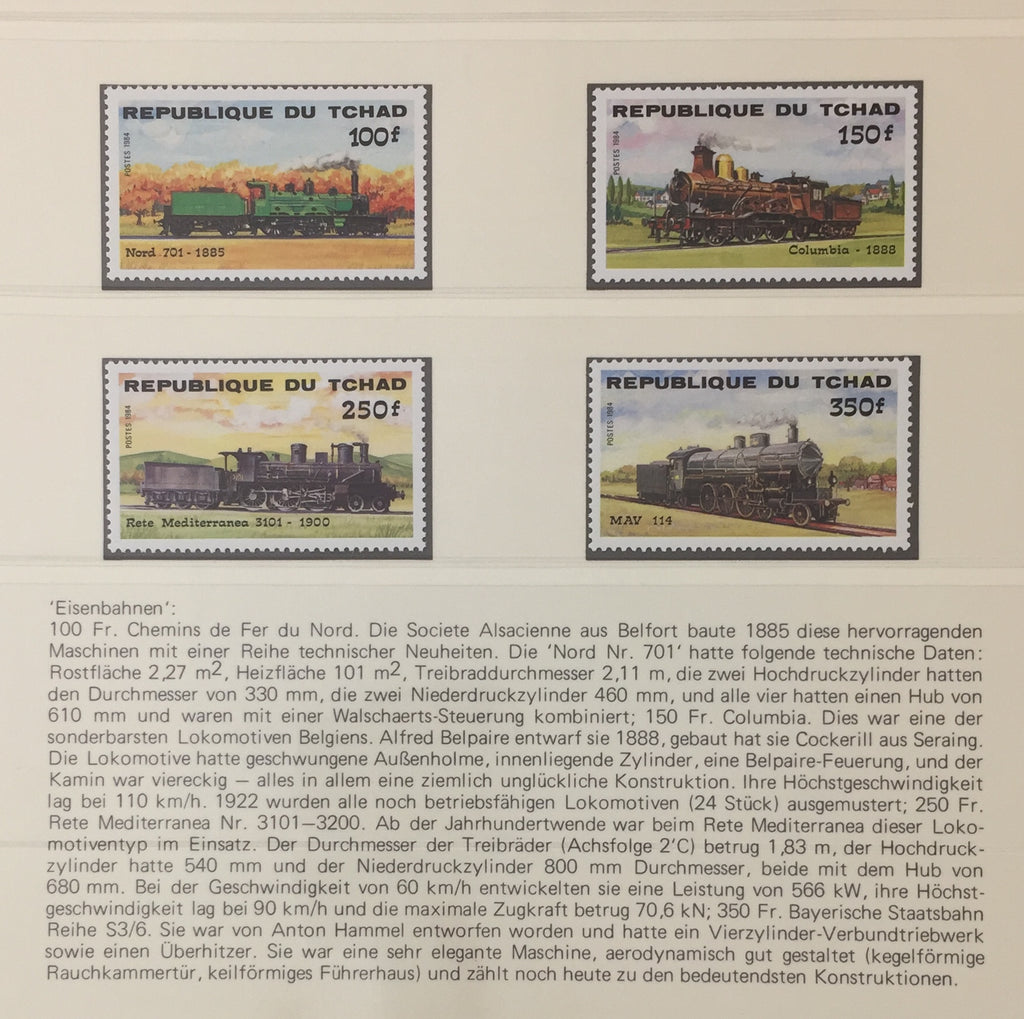 REPUBLIQUE DU TCHAD
100f
POSTES 1984
Nord 701 - 1885
REPUBLIQUE DU TCHAD
150f
POSTES 1984
Columbia - 1888
REPUBLIQUE DU TCHAD
250f
POSTES 1984
Rete Mediterranea 3101 - 1900
REPUBLIQUE DU TCHAD
350f
POSTES 1984
MAV 114
'Eisenbahnen':
100 Fr. Chemins de Fer du Nord. Die Societe Alsacienne aus Belfort baute 1885 diese hervorragenden
Maschinen mit einer Reihe technischer Neuheiten. Die 'Nord Nr. 701' hatte folgende technische Daten:
Rostfläche 2,27 m², Heizfläche 101 m², Treibraddurchmesser 2,11 m, die zwei Hochdruckzylinder hatten
den Durchmesser von 330 mm, die zwei Niederdruckzylinder 460 mm, und alle vier hatten einen Hub von
610 mm und waren mit einer Walschaerts-Steuerung kombiniert; 150 Fr. Columbia. Dies war eine der
sonderbarsten Lokomotiven Belgiens. Alfred Belpaire entwarf sie 1888, gebaut hat sie Cockerill aus Seraing.
Die Lokomotive hatte geschwungene Außenholme, innenliegende Zylinder, eine Belpaire-Feuerung, und der
Kamin war viereckig — alles in allem eine ziemlich unglückliche Konstruktion. Ihre Höchstgeschwindigkeit
lag bei 110 km/h. 1922 wurden alle noch betriebsfähigen Lokomotiven (24 Stück) ausgemustert; 250 Fr.
Rete Mediterranea Nr. 3101—3200. Ab der Jahrhundertwende war beim Rete Mediterranea dieser Loko-
motiventyp im Einsatz. Der Durchmesser der Treibräder (Achsfolge 2'C) betrug 1,83 m, der Hochdruck-
zylinder hatte 540 mm und der Niederdruckzylinder 800 mm Durchmesser, beide mit dem Hub von
680 mm. Bei der Geschwindigkeit von 60 km/h entwickelten sie eine Leistung von 566 kW, ihre Höchst-
geschwindigkeit lag bei 90 km/h und die maximale Zugkraft betrug 70,6 kN; 350 Fr. Bayerische Staatsbahn
Reihe S3/6. Sie war von Anton Hammel entworfen worden und hatte ein Vierzylinder-Verbundtriebwerk
sowie einen Überhitzer. Sie war eine sehr elegante Maschine, aerodynamisch gut gestaltet (kegelförmige
Rauchkammertür, keilförmiges Führerhaus) und zählt noch heute zu den bedeutendsten Konstruktionen.